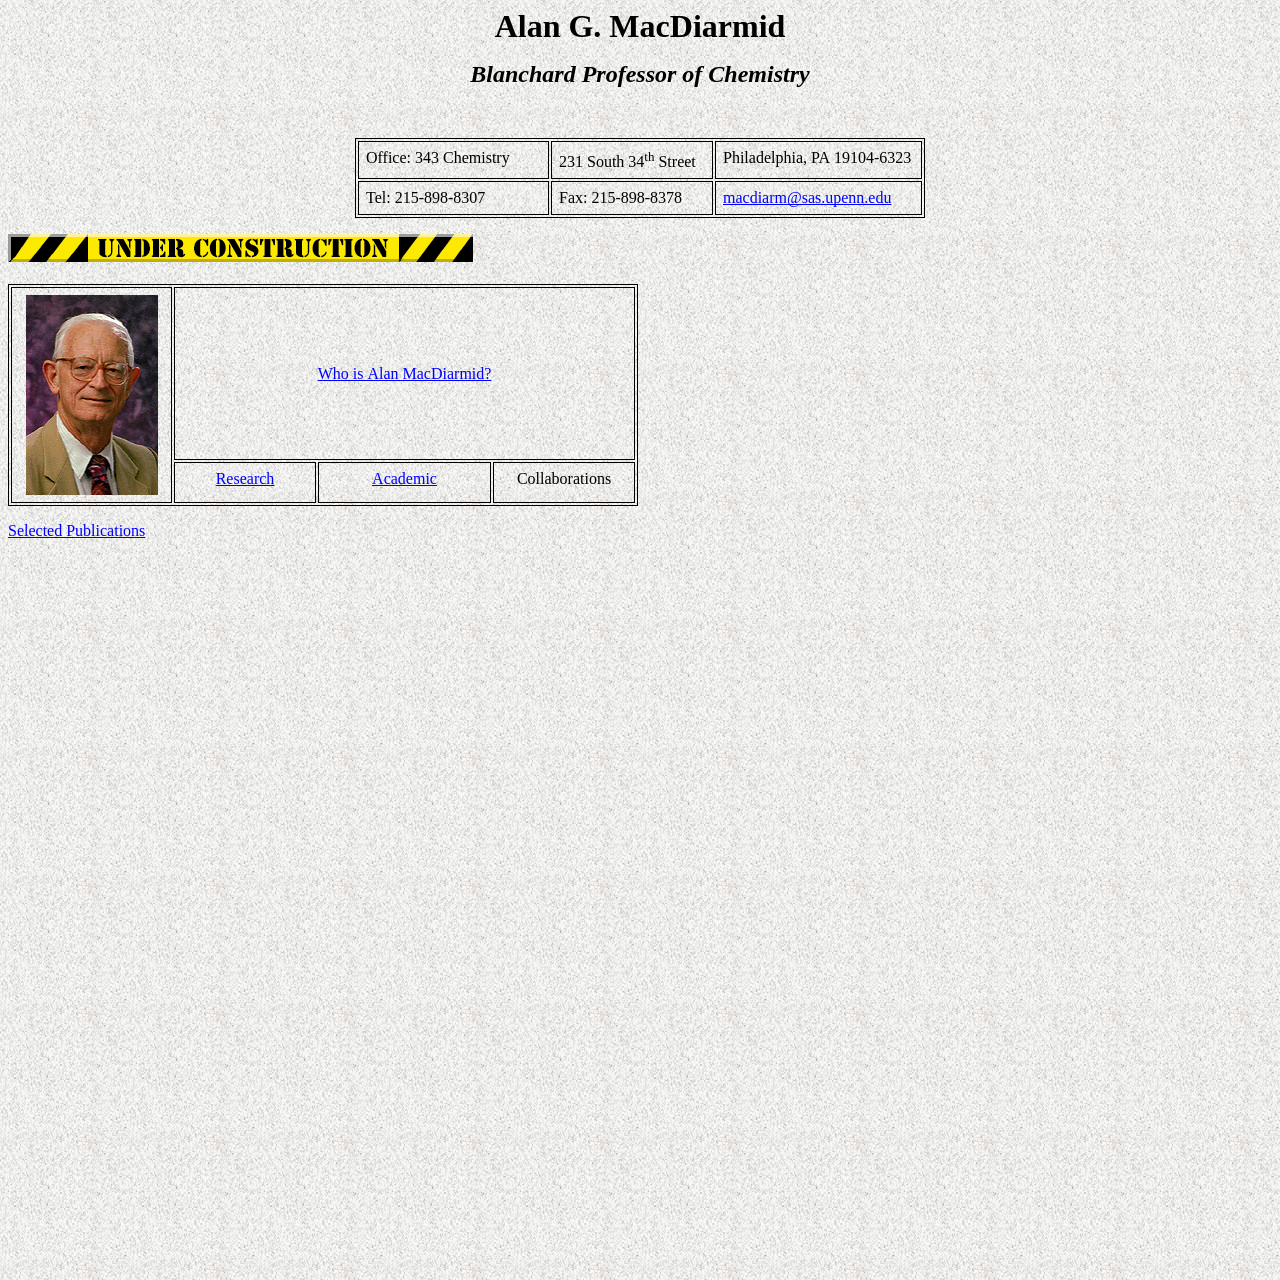 Alan G. MacDiarmid
Blanchard Professor of Chemistry
Office: 343 Chemistry
231 South 34th Street
Philadelphia, PA 19104-6323
Tel: 215-898-8307
Fax: 215-898-8378
macdiarm@sas.upenn.edu
UNDER CONSTRUCTION
Who is Alan MacDiarmid?
Research
Academic
Collaborations
Selected Publications